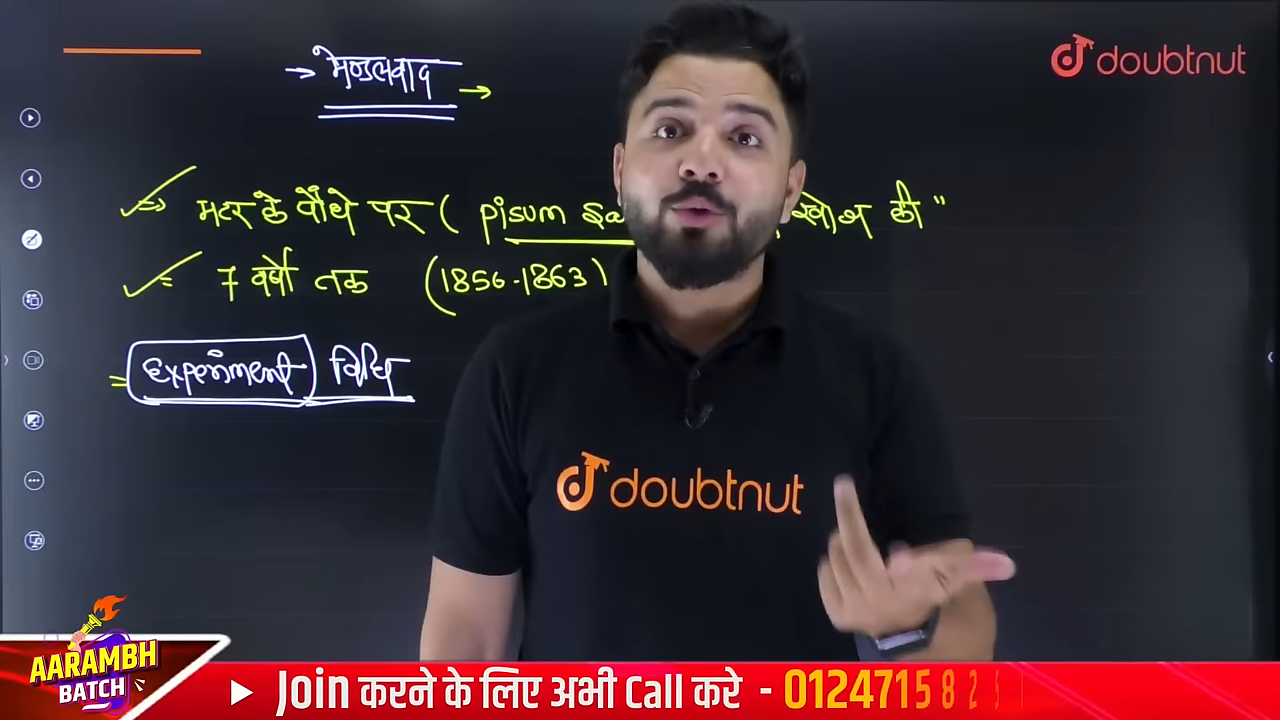 → मेण्डलवाद →
doubtnut
⇒ मटर के पौधे पर ( pisum sa खोज की "
= 7 वर्षो तक (1856-1863)
= Experiment विधि
doubtnut
AARAMBH
BATCH
Join करने के लिए अभी Call करे - 0124715825